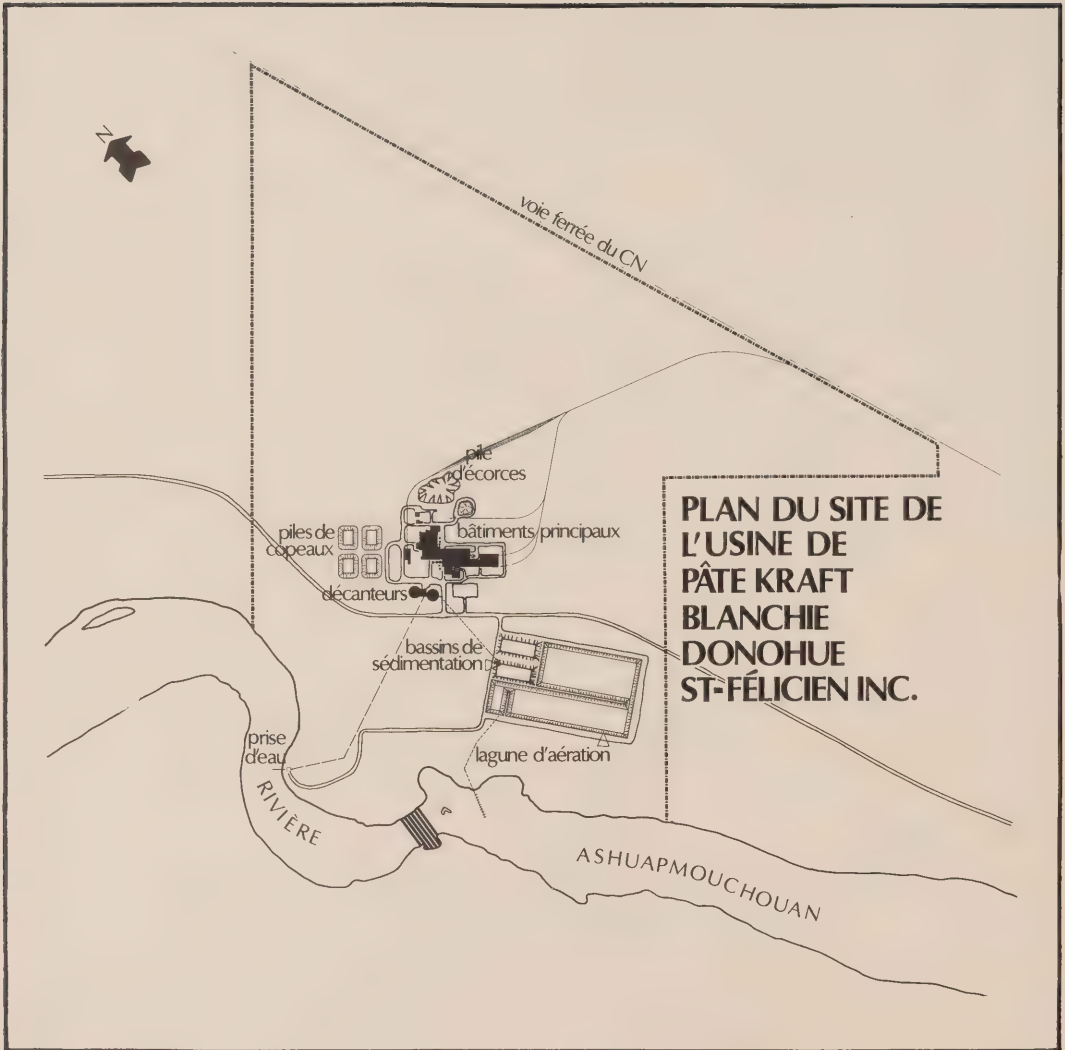 N
voie ferrée du CN
pile
d'écorces
piles de
copeaux
bâtiments principaux
décanteurs
bassins de
sédimentation
prise
d'eau
lagune d'aération
RIVIÈRE
ASHUAPMOUCHOUAN
PLAN DU SITE DE
L'USINE DE
PÂTE KRAFT
BLANCHIE
DONOHUE
ST-FÉLICIEN INC.